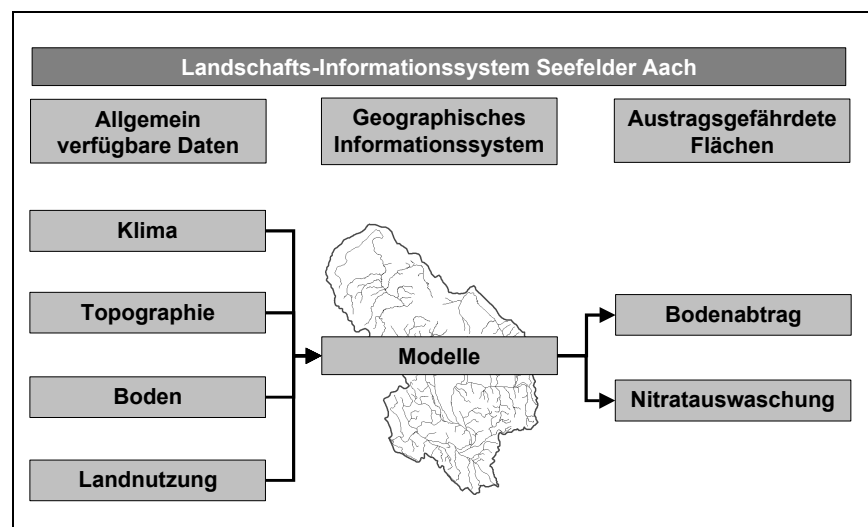 Landschafts-Informationssystem Seefelder Aach
Allgemein
verfügbare Daten
Geographisches
Informationssystem
Austragsgefährdete
Flächen
Klima
Topographie
Boden
Landnutzung
Modelle
Bodenabtrag
Nitratauswaschung